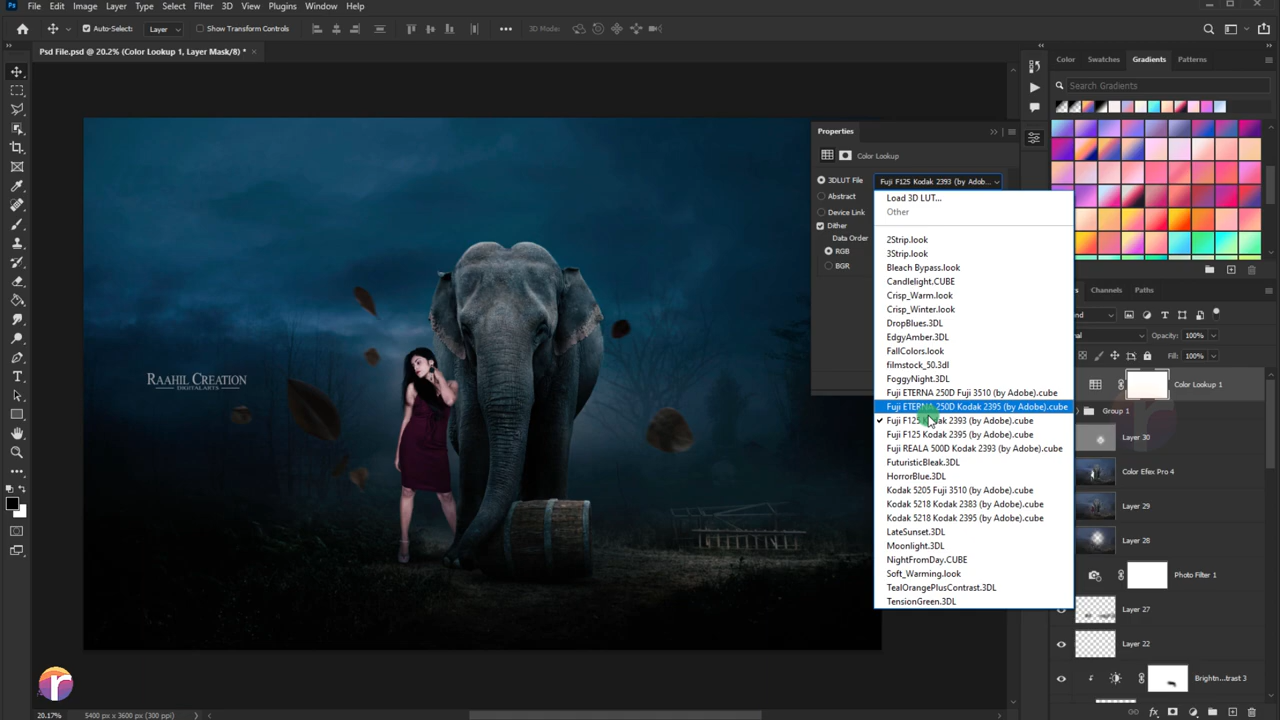 Ps File Edit Image Layer Type Select Filter 3D View Plugins Window Help
Auto-Select: Layer Show Transform Controls ••• 3D Mode:
Psd File.psd @ 20.2% (Color Lookup 1, Layer Mask/8) * ×
Color Swatches Gradients Patterns
Search Gradients
Properties
Color Lookup
3DLUT File Fuji F125 Kodak 2393 (by Adob...
Abstract
Device Link
Dither
Data Order
RGB
BGR
Load 3D LUT...
Other
2Strip.look
3Strip.look
Bleach Bypass.look
Candlelight.CUBE
Crisp_Warm.look
Crisp_Winter.look
DropBlues.3DL
EdgyAmber.3DL
FallColors.look
filmstock_50.3dl
FoggyNight.3DL
Fuji ETERNA 250D Fuji 3510 (by Adobe).cube
Fuji ETERNA 250D Kodak 2395 (by Adobe).cube
Fuji F125 Kodak 2393 (by Adobe).cube
Fuji F125 Kodak 2395 (by Adobe).cube
Fuji REALA 500D Kodak 2393 (by Adobe).cube
FuturisticBleak.3DL
HorrorBlue.3DL
Kodak 5205 Fuji 3510 (by Adobe).cube
Kodak 5218 Kodak 2383 (by Adobe).cube
Kodak 5218 Kodak 2395 (by Adobe).cube
LateSunset.3DL
Moonlight.3DL
NightFromDay.CUBE
Soft_Warming.look
TealOrangePlusContrast.3DL
TensionGreen.3DL
RAAHIL CREATION
DIGITAL ARTS
Channels Paths
Opacity: 100%
Fill: 100%
Color Lookup 1
Group 1
Layer 30
Color Efex Pro 4
Layer 29
Layer 28
Photo Filter 1
Layer 27
Layer 22
Brightn...trast 3
20.17% 5400 px x 3600 px (300 ppi)